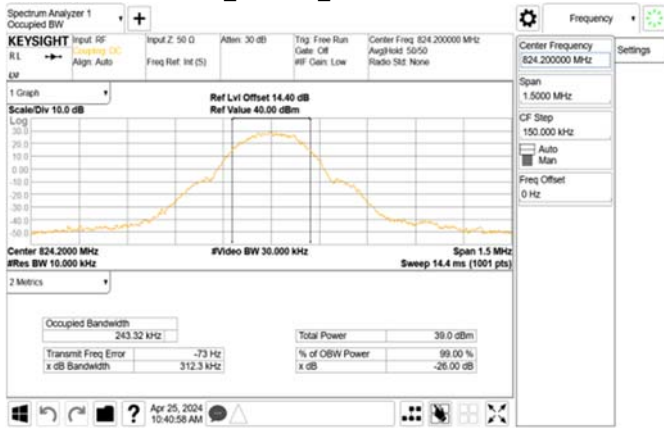 Spectrum Analyzer 1
Occupied BW
Frequency
KEYSIGHT Input: RF Input Z: 50 Ω Atten: 30 dB Trig: Free Run Center Freq: 824.200000 MHz
RL Coupling: DC Gate: Off Avg|Hold: 50/50
Align: Auto Freq Ref: Int (S) #IF Gain: Low Radio Std: None
Center Frequency
824.200000 MHz
Settings
Span
1.5000 MHz
CF Step
150.000 kHz
Auto
Man
Freq Offset
0 Hz
1 Graph
Ref Lvl Offset 14.40 dB
Scale/Div 10.0 dB Ref Value 40.00 dBm
Log
30.0
20.0
10.0
0.00
-10.0
-20.0
-30.0
-40.0
-50.0
Center 824.2000 MHz #Video BW 30.000 kHz Span 1.5 MHz
#Res BW 10.000 kHz Sweep 14.4 ms (1001 pts)
2 Metrics
Occupied Bandwidth
243.32 kHz Total Power 39.0 dBm
Transmit Freq Error -73 Hz % of OBW Power 99.00 %
x dB Bandwidth 312.3 kHz x dB -26.00 dB
Apr 25, 2024
10:40:58 AM